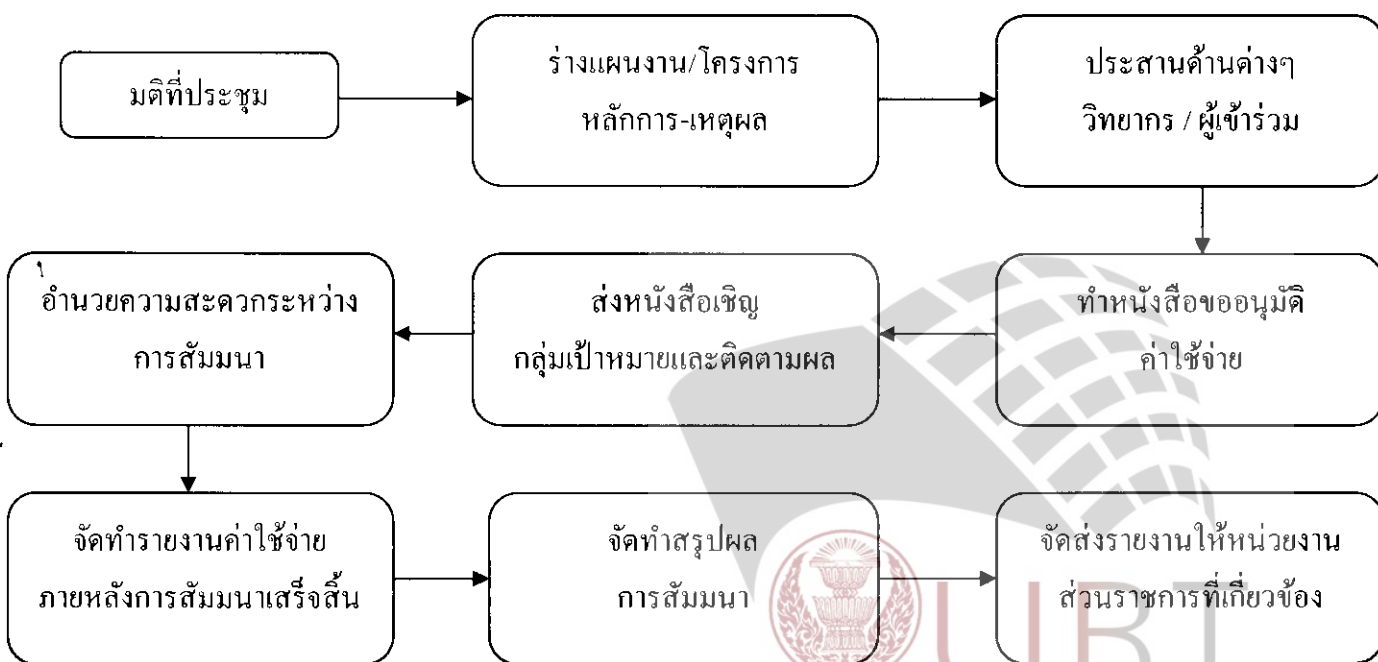 มติที่ประชุม
ร่างแผนงาน/โครงการ
หลักการ-เหตุผล
ประสานด้านต่างๆ
วิทยากร / ผู้เข้าร่วม
ทำหนังสือขออนุมัติ
ค่าใช้จ่าย
ส่งหนังสือเชิญ
กลุ่มเป้าหมายและติดตามผล
อำนวยความสะดวกระหว่าง
การสัมมนา
จัดทำรายงานค่าใช้จ่าย
ภายหลังการสัมมนาเสร็จสิ้น
จัดทำสรุปผล
การสัมมนา
จัดส่งรายงานให้หน่วยงาน
ส่วนราชการที่เกี่ยวข้อง